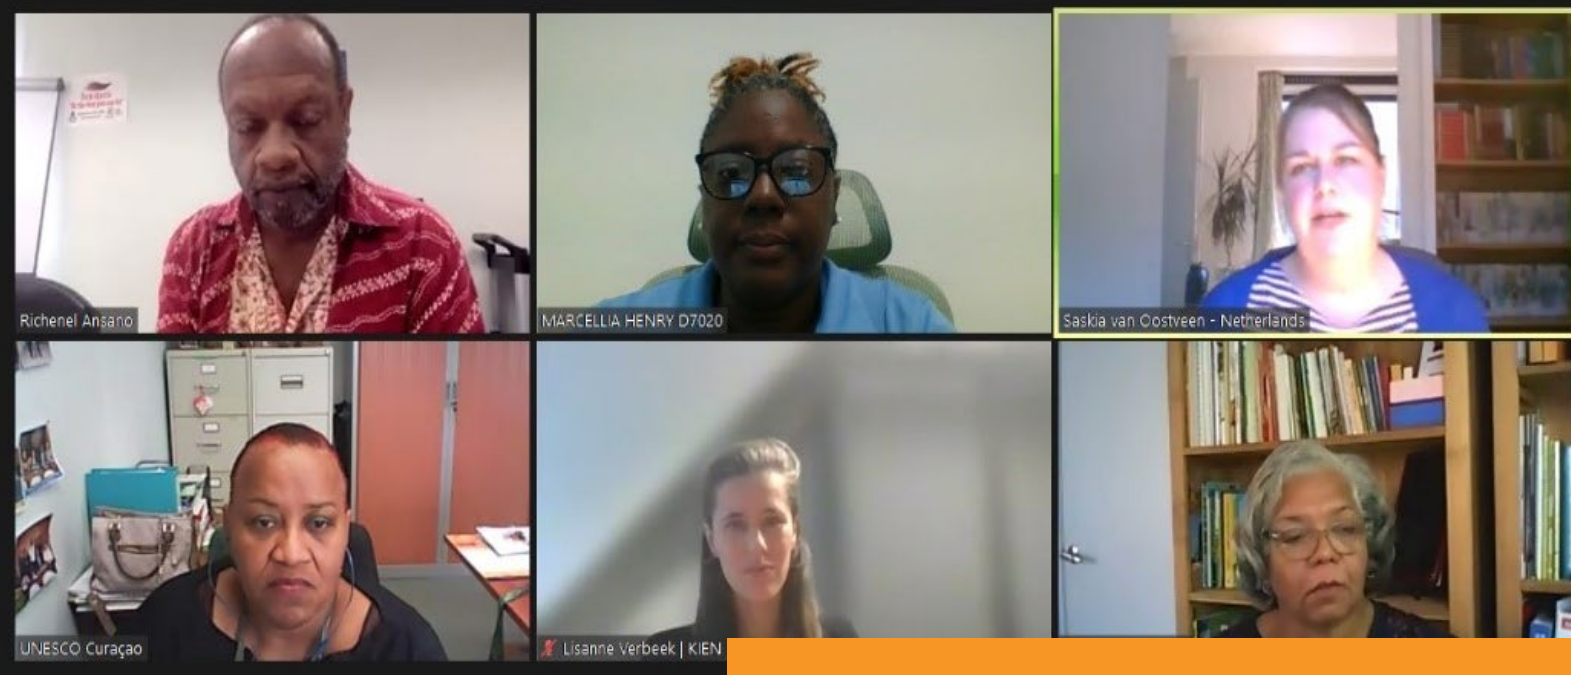 Richenel Ansano
MARCELLIA HENRY D7020
Saskia van Oostveen - Netherlands
UNESCO Curaçao
Lisanne Verbeek | KIEN